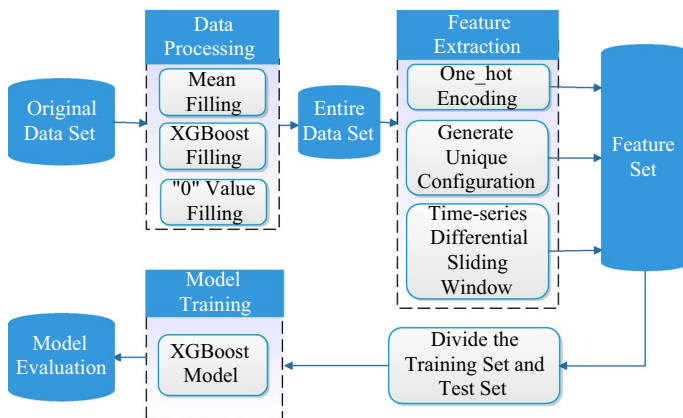 Original
Data Set
Data
Processing
Mean
Filling
XGBoost
Filling
"0" Value
Filling
Entire
Data Set
Feature
Extraction
One_hot
Encoding
Generate
Unique
Configuration
Time-series
Differential
Sliding
Window
Feature
Set
Divide the
Training Set and
Test Set
Model
Training
XGBoost
Model
Model
Evaluation